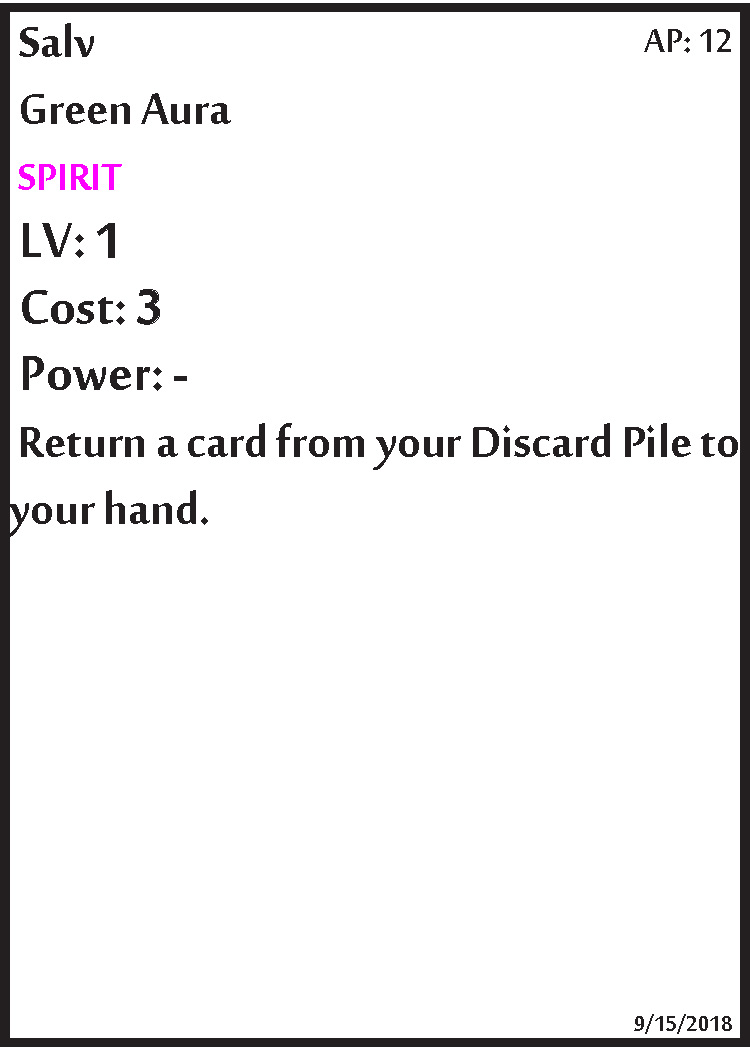 Salv
AP: 12
Green Aura
SPIRIT
LV: 1
Cost: 3
Power: -
Return a card from your Discard Pile to
your hand.
9/15/2018